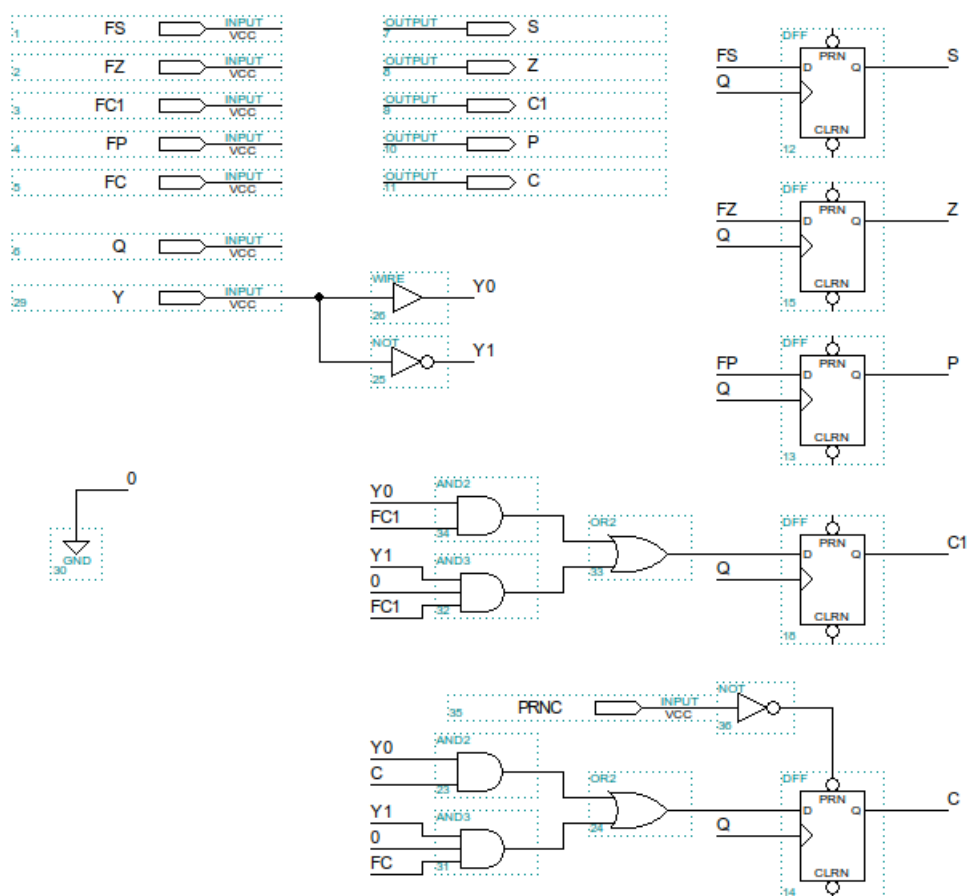 FS INPUT
1 VCC
FZ INPUT
2 VCC
FC1 INPUT
3 VCC
FP INPUT
4 VCC
FC INPUT
5 VCC
Q INPUT
6 VCC
Y INPUT
29 VCC
OUTPUT S
7
OUTPUT Z
8
OUTPUT C1
9
OUTPUT P
10
OUTPUT C
11
WIRE
Y0
26
NOT
Y1
25
DFF
FS D PRN Q S
Q
CLRN
12
DFF
FZ D PRN Q Z
Q
CLRN
15
DFF
FP D PRN Q P
Q
CLRN
13
0
GND
30
AND2
Y0
FC1
34
AND3
Y1
0
FC1
32
OR2
33
DFF
D PRN Q C1
Q
CLRN
16
PRNC INPUT
35 VCC
NOT
36
AND2
Y0
C
23
AND3
Y1
0
FC
31
OR2
24
DFF
D PRN Q C
Q
CLRN
14